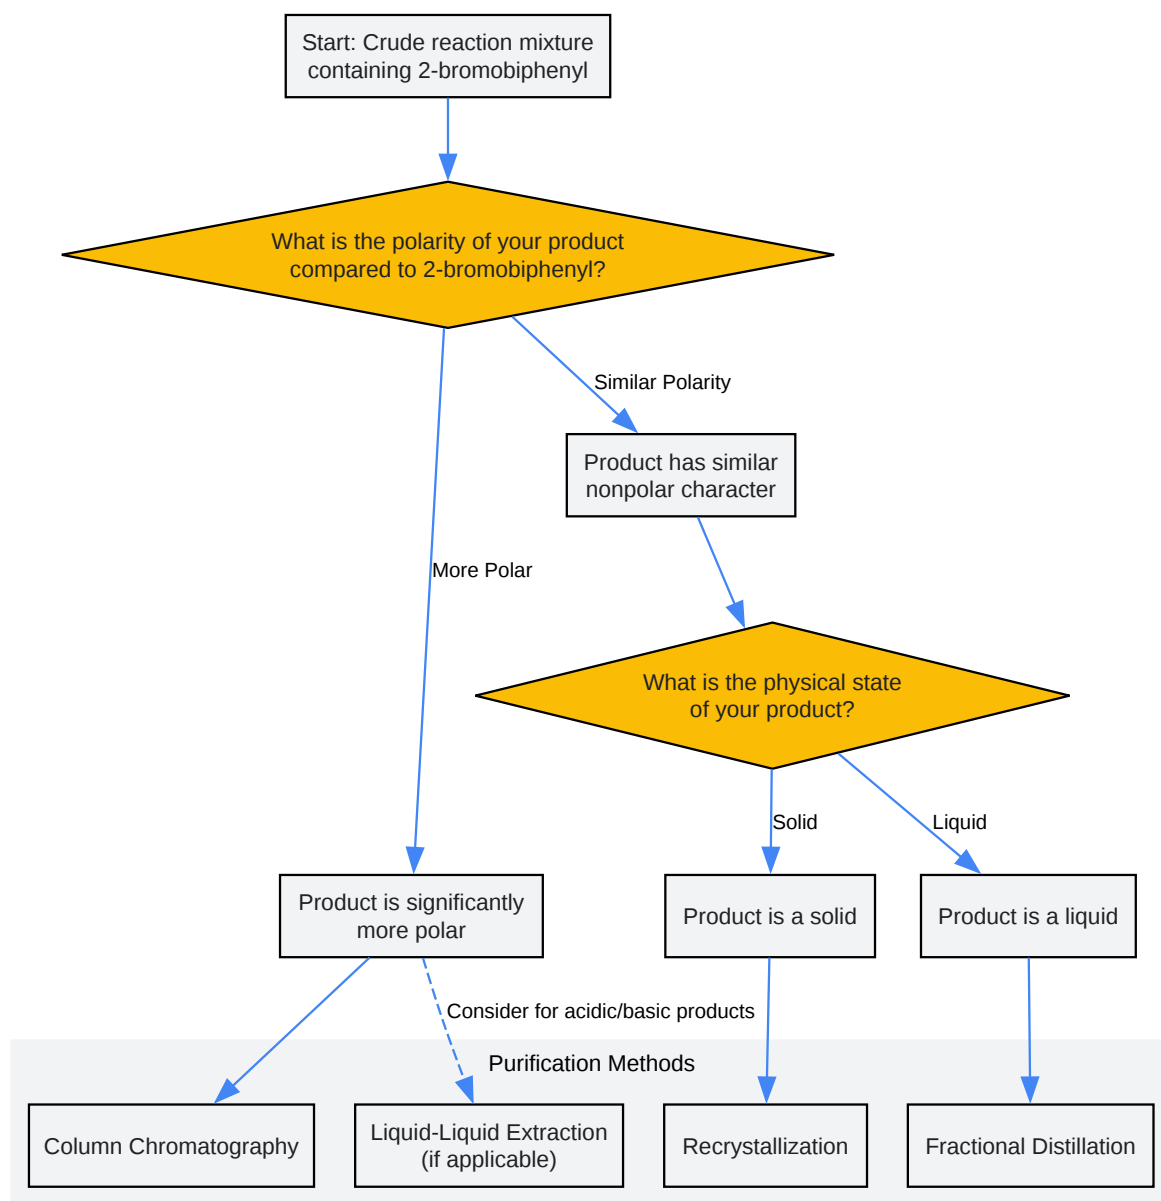 Start: Crude reaction mixture
containing 2-bromobiphenyl
What is the polarity of your product
compared to 2-bromobiphenyl?
Similar Polarity
Product has similar
nonpolar character
More Polar
What is the physical state
of your product?
Solid
Liquid
Product is significantly
more polar
Product is a solid
Product is a liquid
Consider for acidic/basic products
Purification Methods
Column Chromatography
Liquid-Liquid Extraction
(if applicable)
Recrystallization
Fractional Distillation